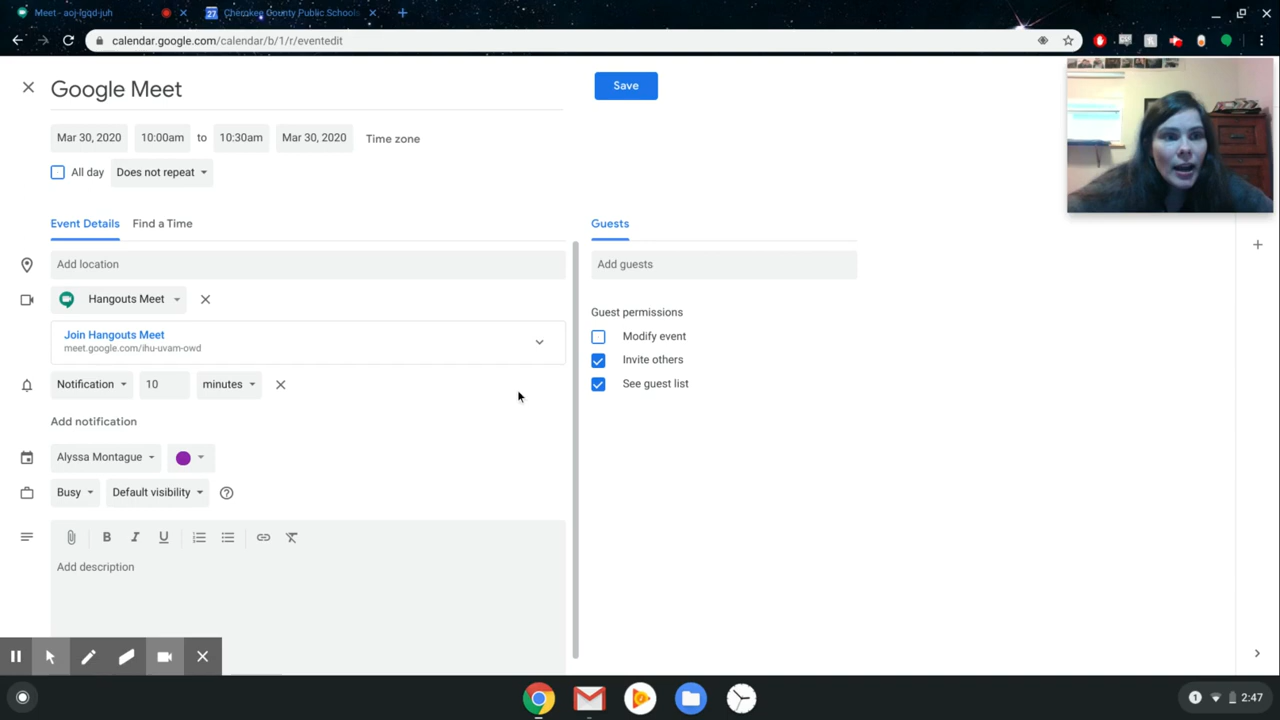 Meet - aoj-lgqd-juh
27 Cherokee County Public Schools
calendar.google.com/calendar/b/1/r/eventedit
Google Meet
Save
Mar 30, 2020 10:00am to 10:30am Mar 30, 2020 Time zone
All day Does not repeat
Event Details Find a Time
Guests
Add location
Add guests
Hangouts Meet
Guest permissions
Join Hangouts Meet
meet.google.com/ihu-uvam-owd
Modify event
Invite others
See guest list
Notification 10 minutes
Add notification
Alyssa Montague
Busy Default visibility
B I U
Add description
1 2:47